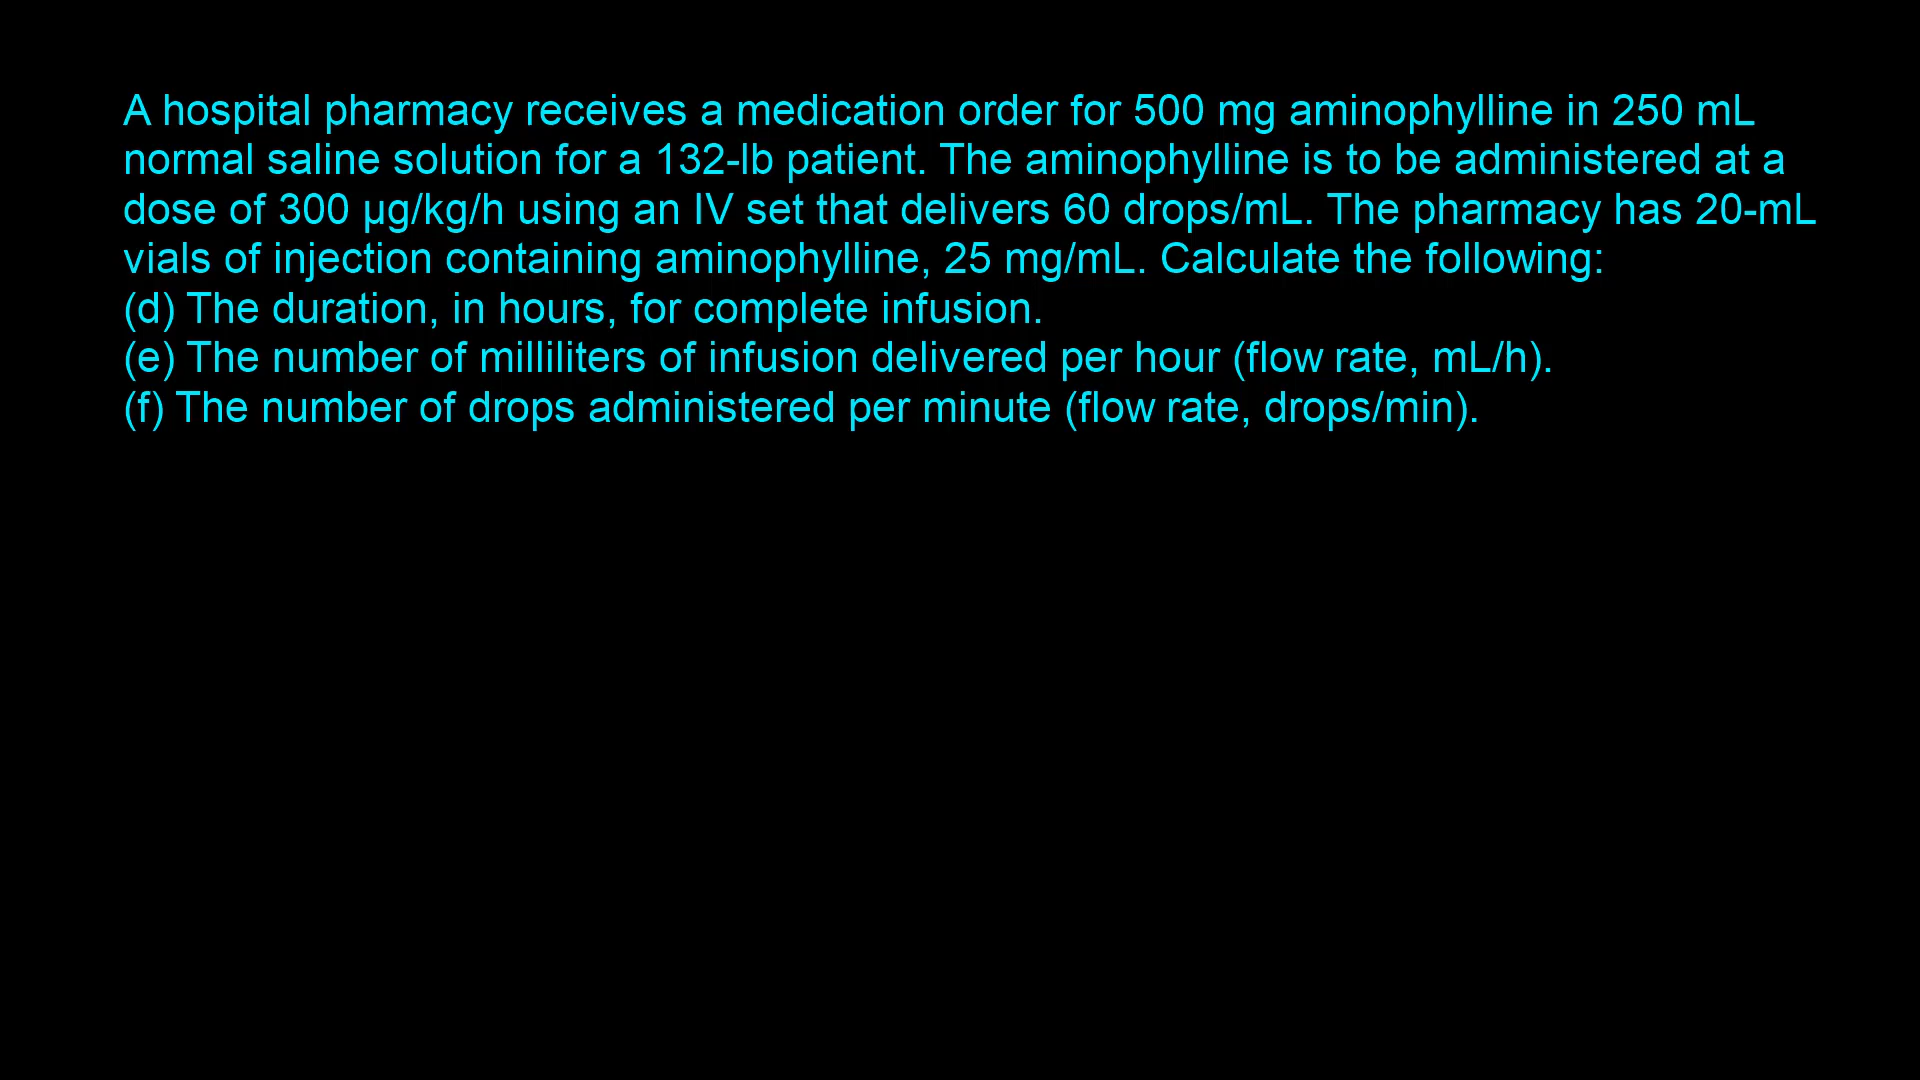 A hospital pharmacy receives a medication order for 500 mg aminophylline in 250 mL
normal saline solution for a 132-lb patient. The aminophylline is to be administered at a
dose of 300 μg/kg/h using an IV set that delivers 60 drops/mL. The pharmacy has 20-mL
vials of injection containing aminophylline, 25 mg/mL. Calculate the following:
(d) The duration, in hours, for complete infusion.
(e) The number of milliliters of infusion delivered per hour (flow rate, mL/h).
(f) The number of drops administered per minute (flow rate, drops/min).